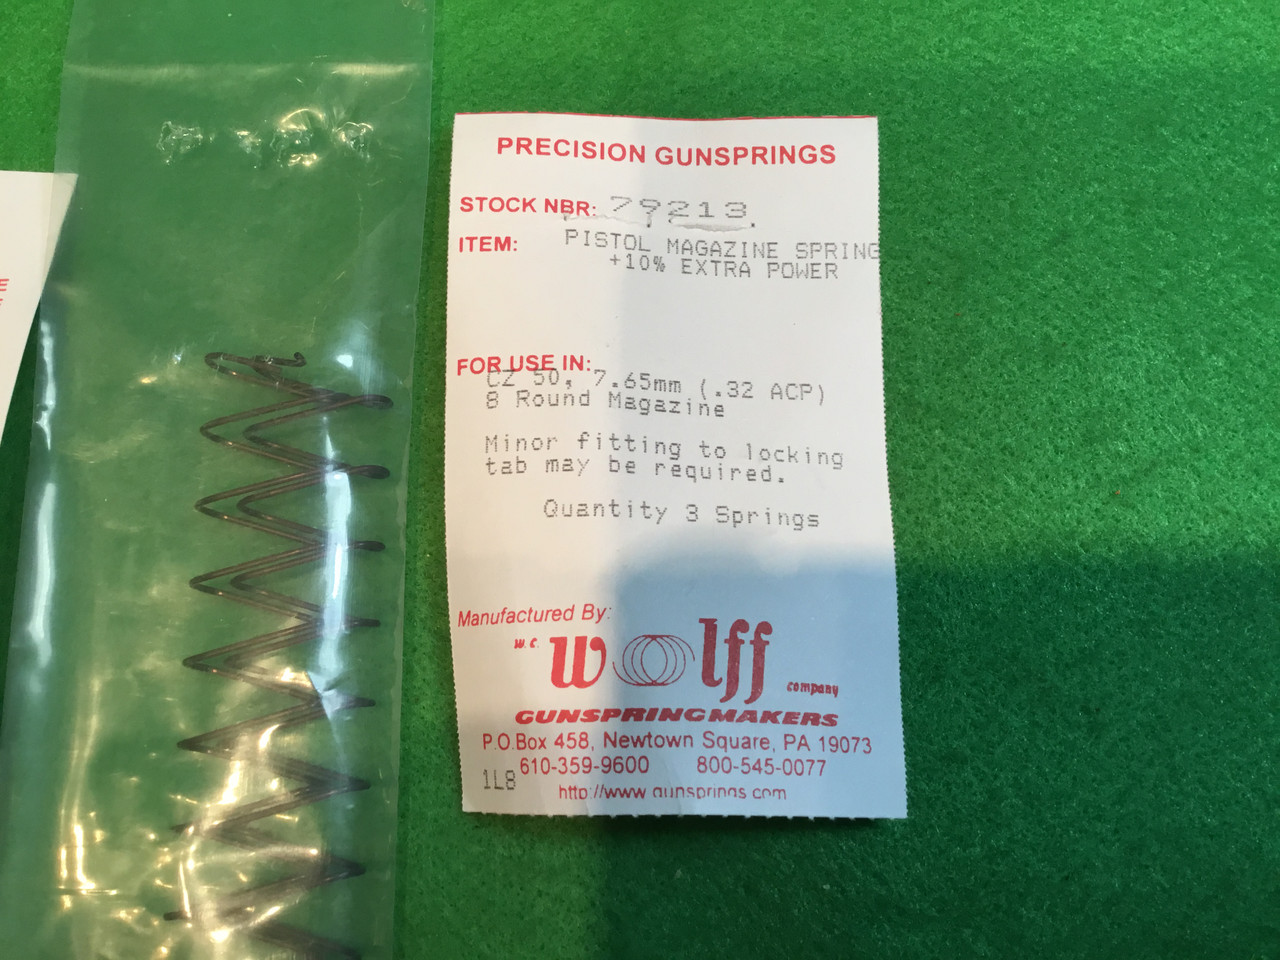 PRECISION GUNSPRINGS
STOCK NBR: 79213
ITEM: PISTOL MAGAZINE SPRING
+10% EXTRA POWER
FOR USE IN:
CZ 50, 7.65mm (.32 ACP)
8 Round Magazine
Minor fitting to locking
tab may be required.
Quantity 3 Springs
Manufactured By:
W.C. Wolff company
GUNSPRINGMAKERS
P.O.Box 458, Newtown Square, PA 19073
610-359-9600 800-545-0077
1L8
http://www.gunsprings.com